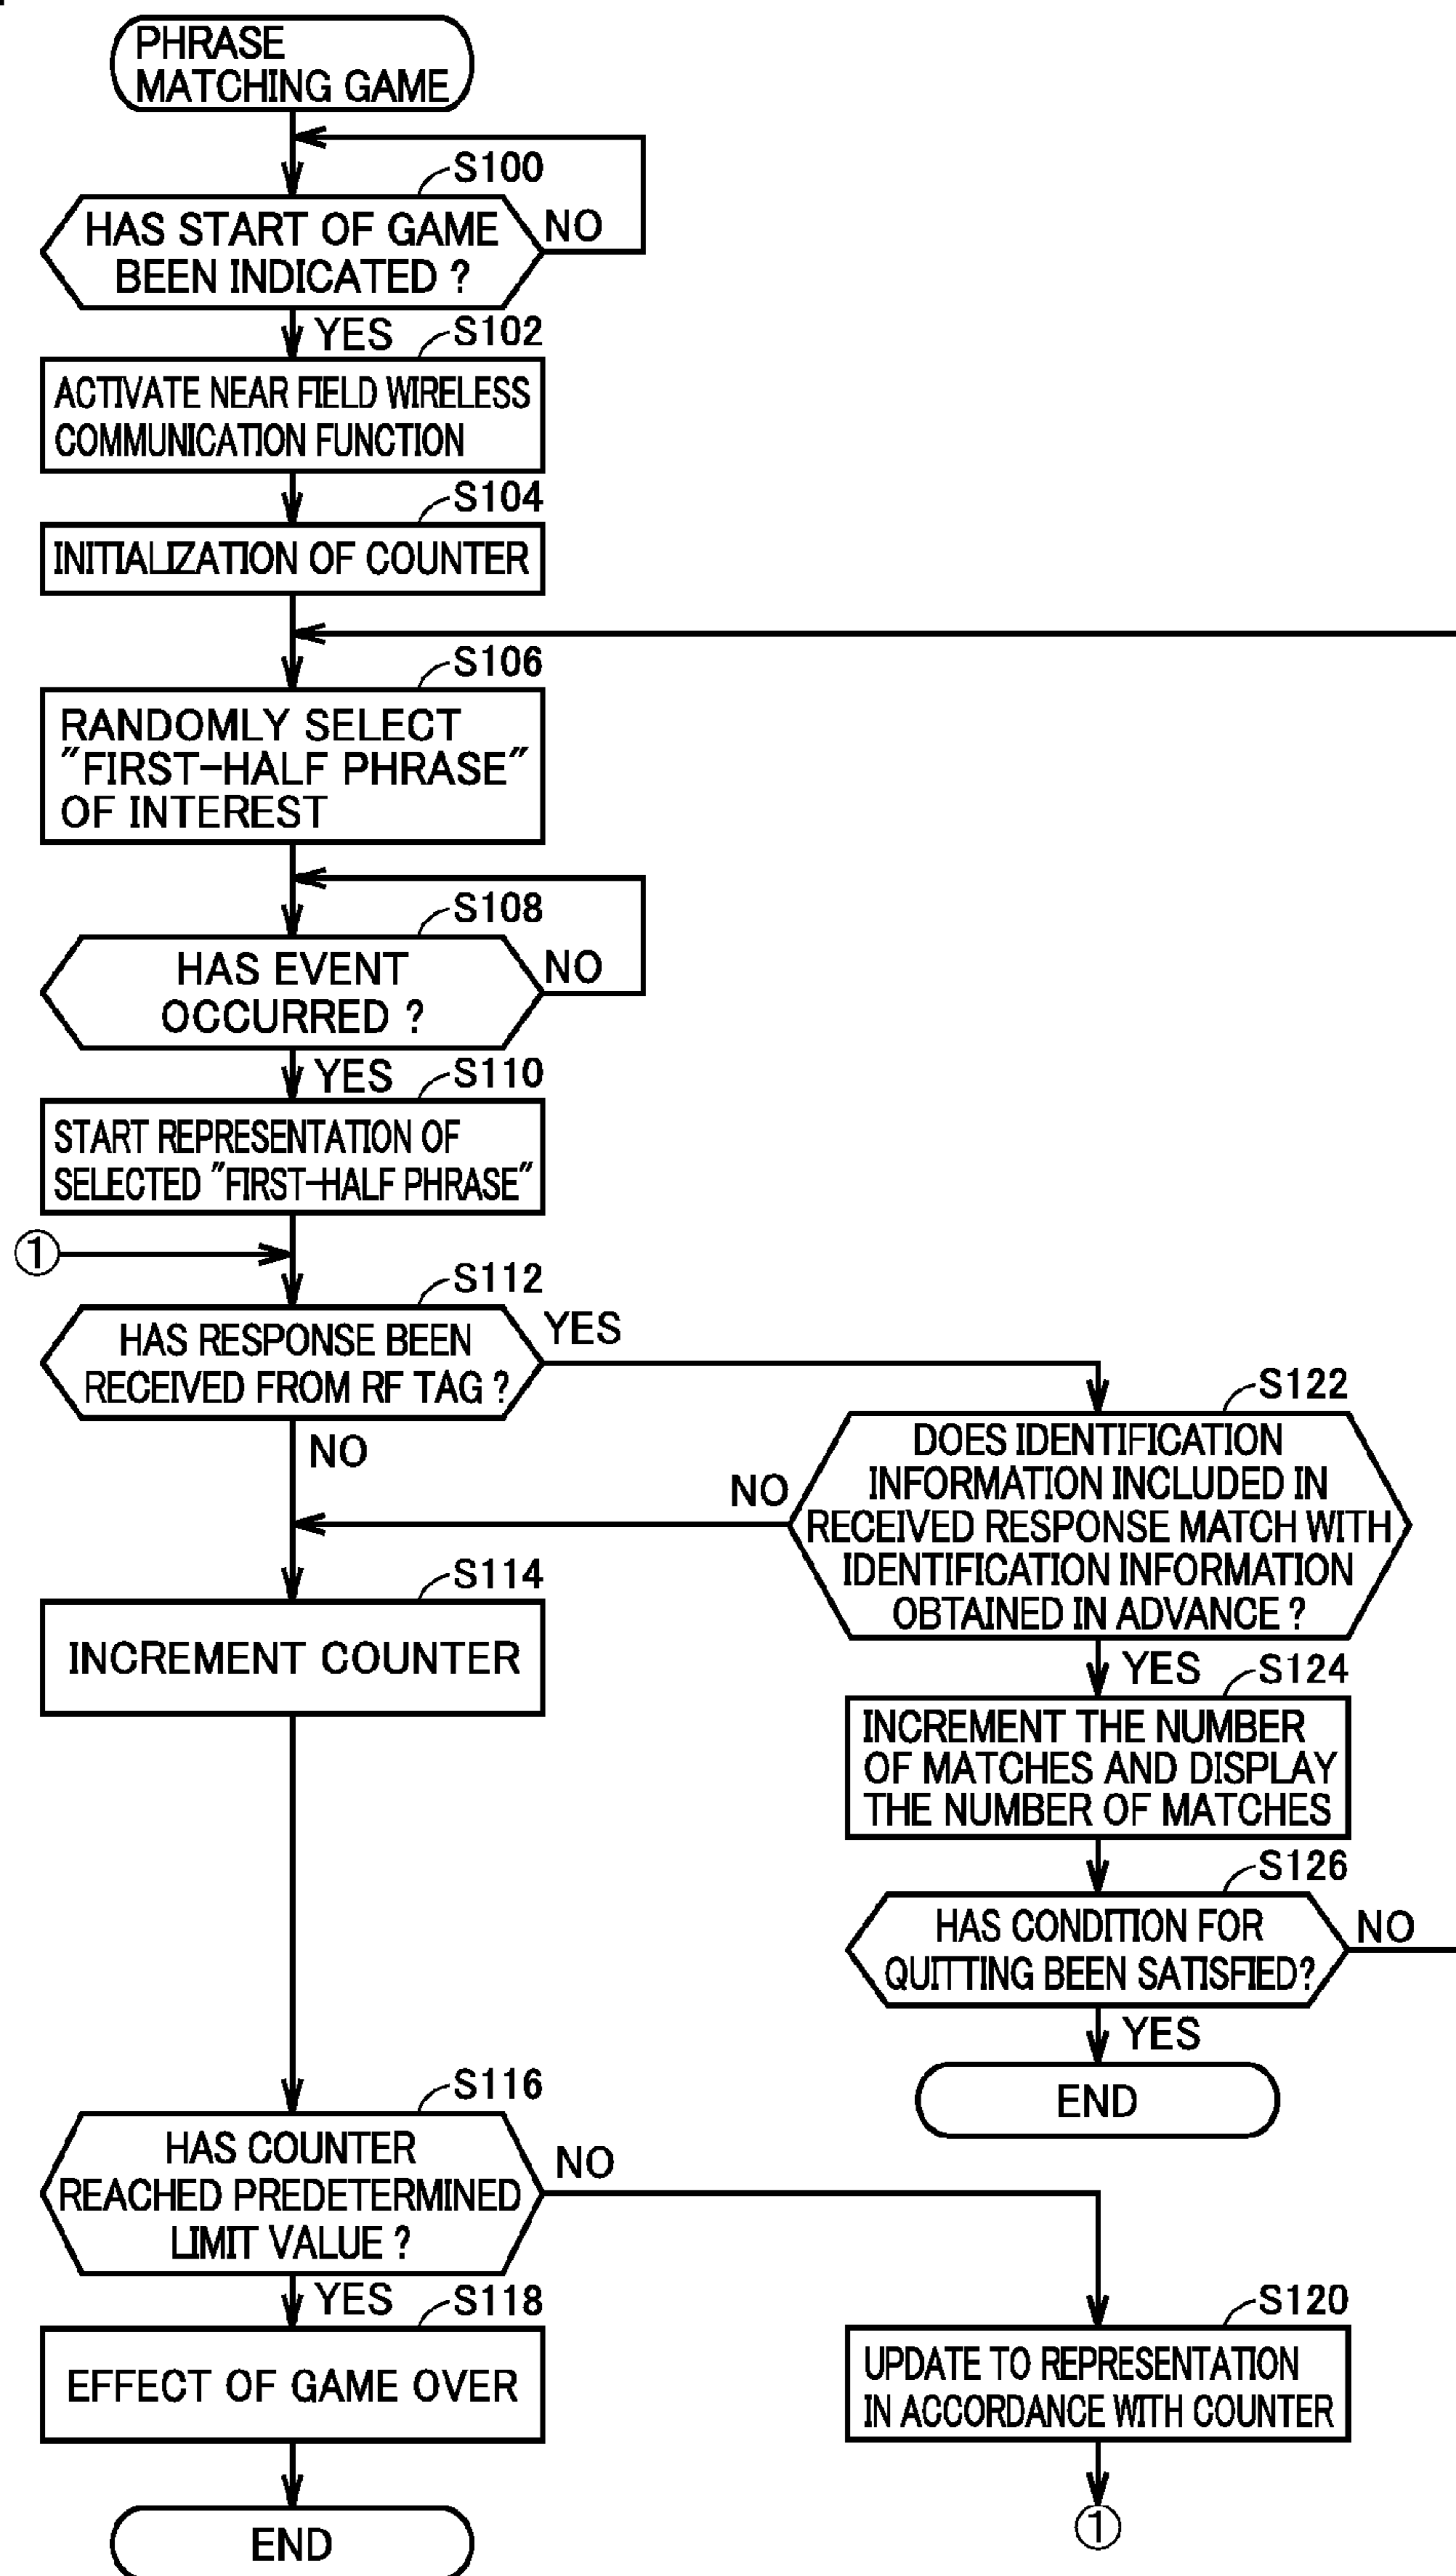 PHRASE
MATCHING GAME
S100
HAS START OF GAME
BEEN INDICATED ?
NO
YES
S102
ACTIVATE NEAR FIELD WIRELESS
COMMUNICATION FUNCTION
S104
INITIALIZATION OF COUNTER
S106
RANDOMLY SELECT
"FIRST-HALF PHRASE"
OF INTEREST
S108
HAS EVENT
OCCURRED ?
NO
YES
S110
START REPRESENTATION OF
SELECTED "FIRST-HALF PHRASE"
①
S112
HAS RESPONSE BEEN
RECEIVED FROM RF TAG ?
YES
NO
S122
DOES IDENTIFICATION
INFORMATION INCLUDED IN
RECEIVED RESPONSE MATCH WITH
IDENTIFICATION INFORMATION
OBTAINED IN ADVANCE ?
NO
YES
S114
INCREMENT COUNTER
S124
INCREMENT THE NUMBER
OF MATCHES AND DISPLAY
THE NUMBER OF MATCHES
S126
HAS CONDITION FOR
QUITTING BEEN SATISFIED?
NO
YES
END
S116
HAS COUNTER
REACHED PREDETERMINED
LIMIT VALUE ?
NO
YES
S118
EFFECT OF GAME OVER
S120
UPDATE TO REPRESENTATION
IN ACCORDANCE WITH COUNTER
①
END